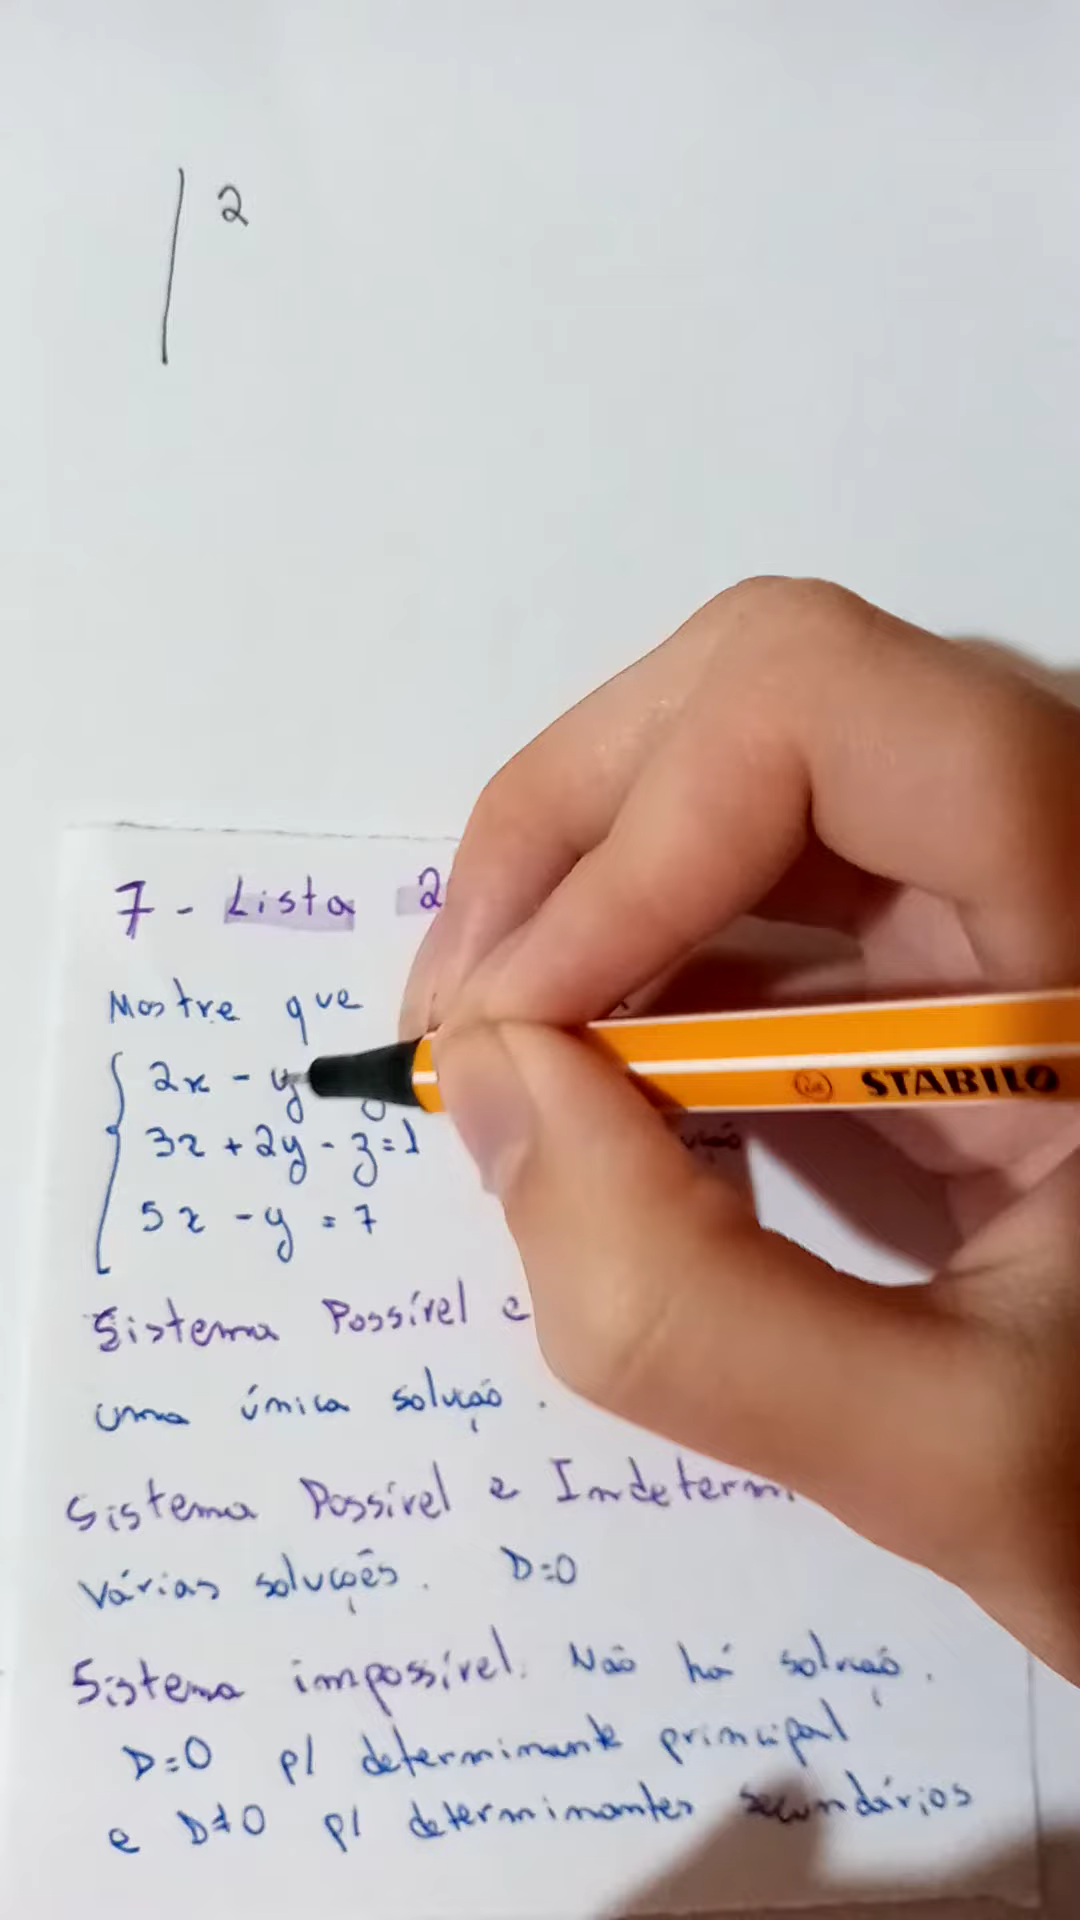 2
7 - Lista 2
Mostre que
2x - y
3x + 2y - z = 1
5x - y = 7
STABILO
Sistema Possível e
uma única solução.
Sistema Possível e Indeterm
Várias soluções. D=0
Sistema impossível. Não há solução.
D=0 p/ determinante principal
e D≠0 p/ determinantes secundários